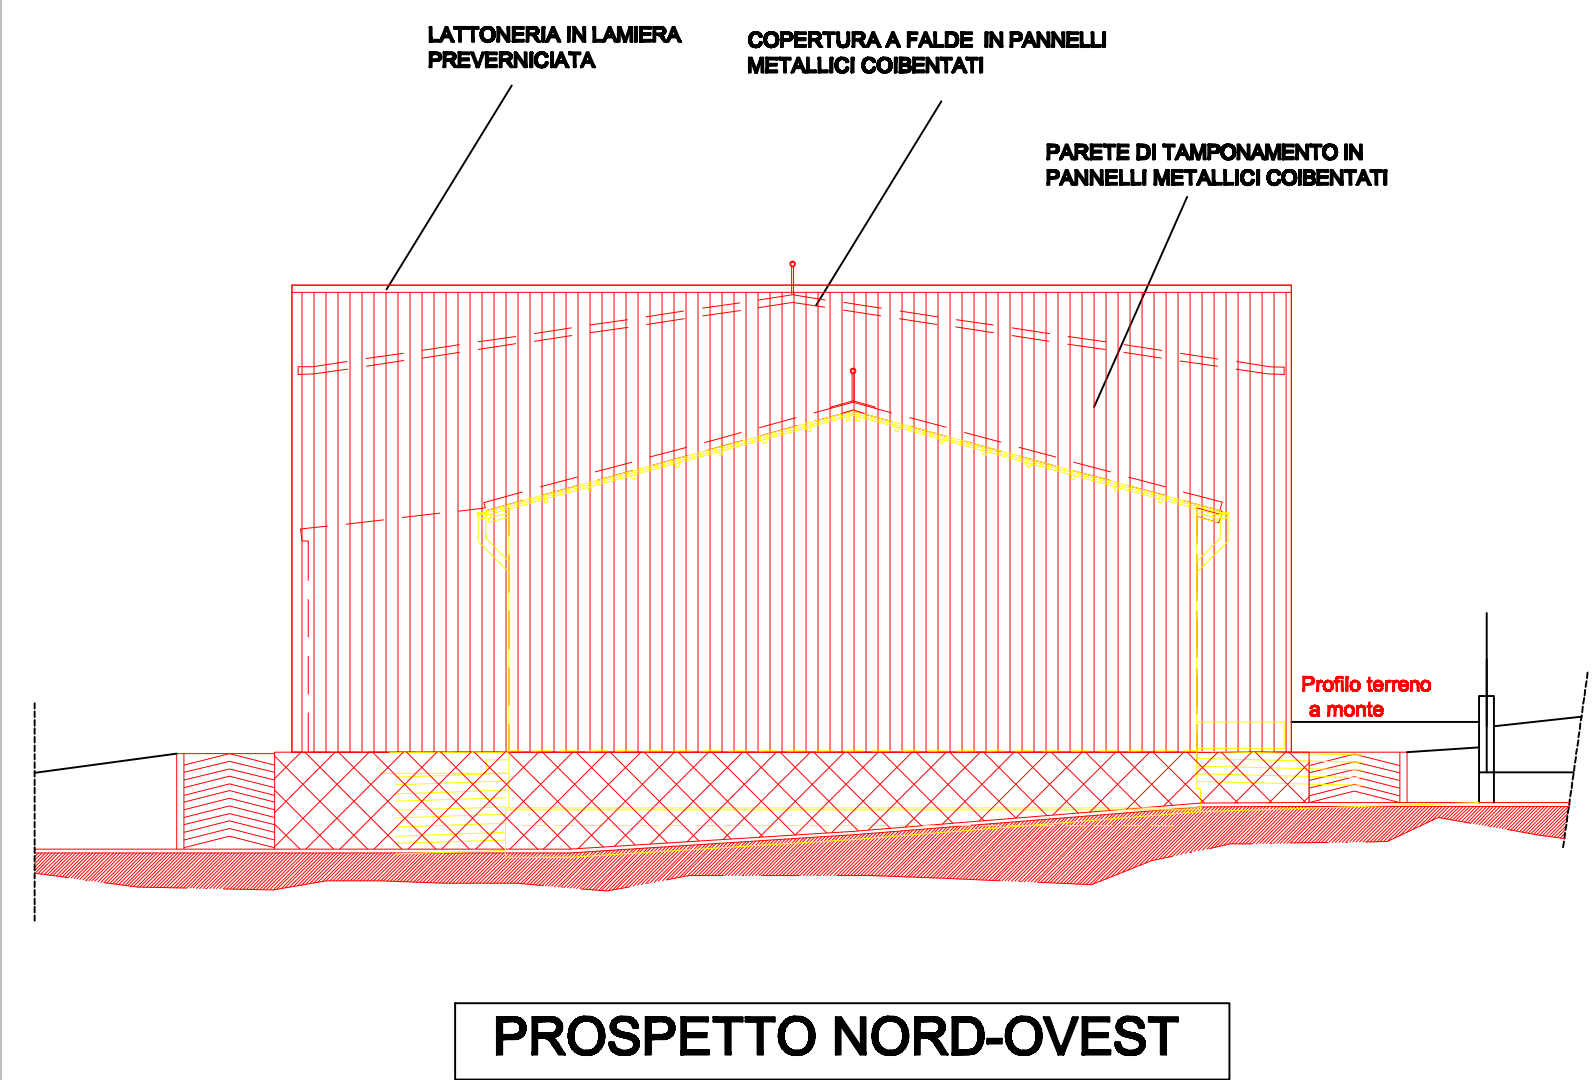 LATTONERIA IN LAMIERA
PREVERNICIATA
COPERTURA A FALDE IN PANNELLI
METALLICI COIBENTATI
PARETE DI TAMPONAMENTO IN
PANNELLI METALLICI COIBENTATI
Profilo terreno
a monte
PROSPETTO NORD-OVEST